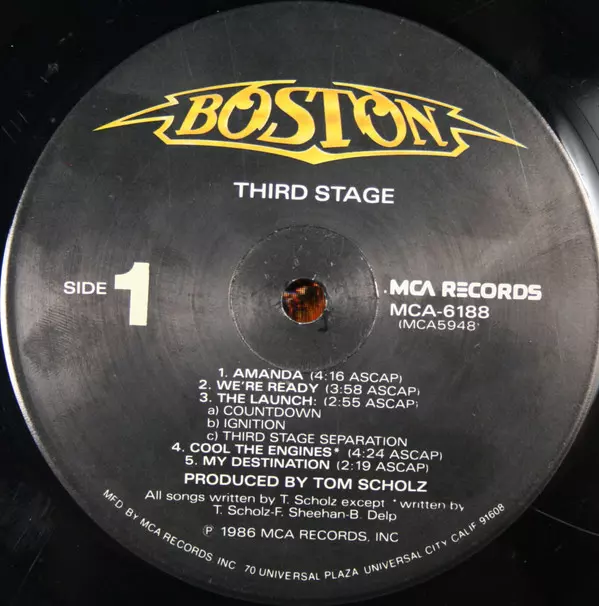 BOSTON
THIRD STAGE
SIDE 1
MCA RECORDS
MCA-6188
(MCA5948)
1. AMANDA (4:16 ASCAP)
2. WE'RE READY (3:58 ASCAP)
3. THE LAUNCH: (2:55 ASCAP)
a) COUNTDOWN
b) IGNITION
c) THIRD STAGE SEPARATION
4. COOL THE ENGINES* (4:24 ASCAP)
5. MY DESTINATION (2:19 ASCAP)
PRODUCED BY TOM SCHOLZ
All songs written by T. Scholz except * written by
T. Scholz-F. Sheehan-B. Delp
℗ 1986 MCA RECORDS, INC
MFD. BY MCA RECORDS INC 70 UNIVERSAL PLAZA UNIVERSAL CITY CALIF 91608